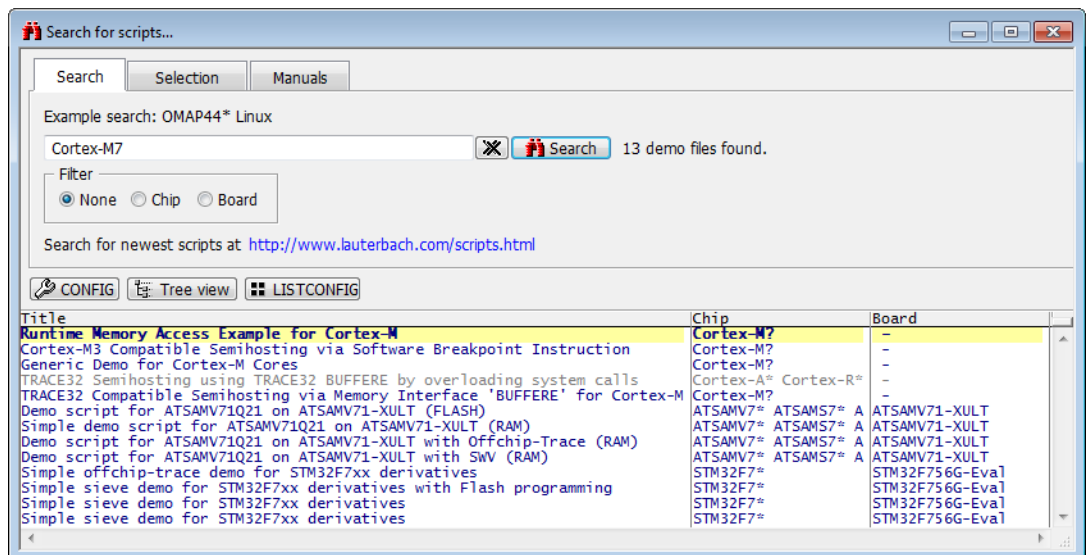 Search for scripts...
Search Selection Manuals
Example search: OMAP44* Linux
Cortex-M7 Search 13 demo files found.
Filter
None Chip Board
Search for newest scripts at http://www.lauterbach.com/scripts.html
CONFIG Tree view LISTCONFIG
Title Chip Board
Runtime Memory Access Example for Cortex-M Cortex-M? -
Cortex-M3 Compatible Semihosting via Software Breakpoint Instruction Cortex-M? -
Generic Demo for Cortex-M Cores Cortex-M? -
TRACE32 Semihosting using TRACE32 BUFFERE by overloading system calls Cortex-A* Cortex-R* -
TRACE32 Compatible Semihosting via Memory Interface 'BUFFERE' for Cortex-M Cortex-M? -
Demo script for ATSAMV71Q21 on ATSAMV71-XULT (FLASH) ATSAMV7* ATSAMS7* A ATSAMV71-XULT
Simple demo script for ATSAMV71Q21 on ATSAMV71-XULT (RAM) ATSAMV7* ATSAMS7* A ATSAMV71-XULT
Demo script for ATSAMV71Q21 on ATSAMV71-XULT with Offchip-Trace (RAM) ATSAMV7* ATSAMS7* A ATSAMV71-XULT
Demo script for ATSAMV71Q21 on ATSAMV71-XULT with SWV (RAM) ATSAMV7* ATSAMS7* A ATSAMV71-XULT
Simple offchip-trace demo for STM32F7xx derivatives STM32F7* STM32F756G-Eval
Simple sieve demo for STM32F7xx derivatives with Flash programming STM32F7* STM32F756G-Eval
Simple sieve demo for STM32F7xx derivatives STM32F7* STM32F756G-Eval
Simple sieve demo for STM32F7xx derivatives STM32F7* STM32F756G-Eval